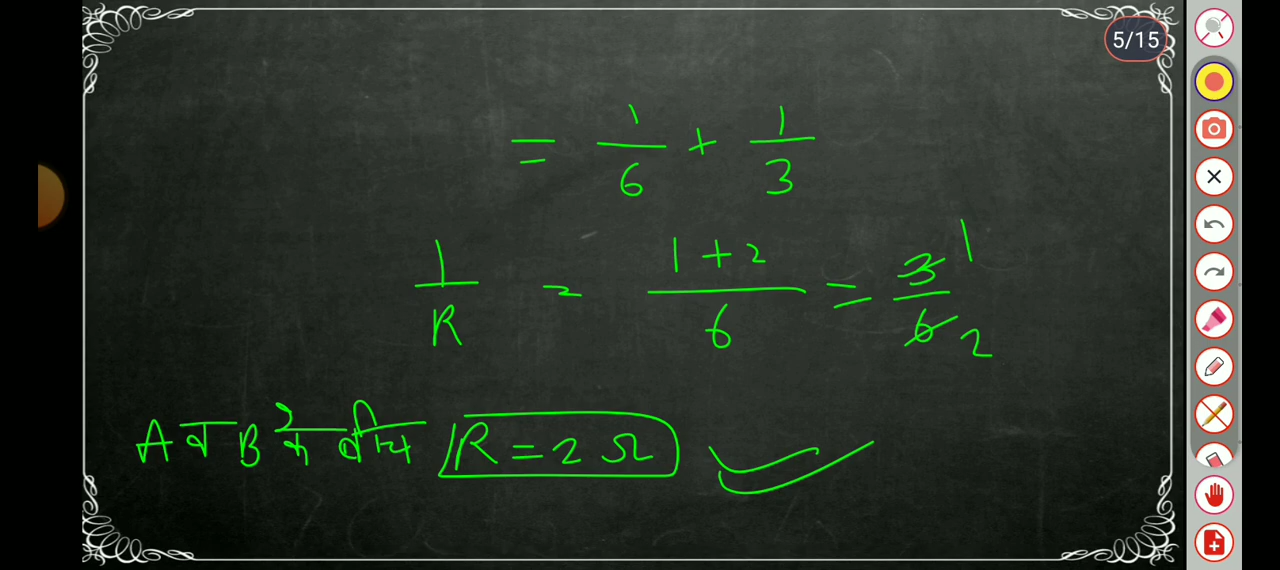 5/15
= 1/6 + 1/3
1/R = 1+2/6 = 3/6 1 2
A व B के बीच R = 2 Ω